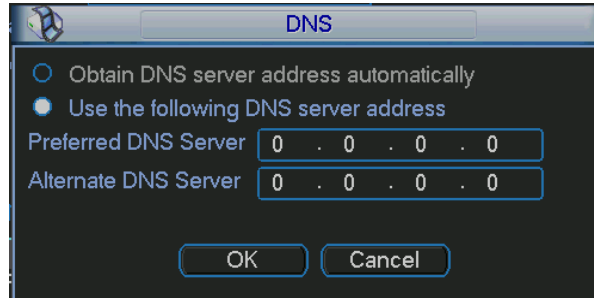 DNS
Obtain DNS server address automatically
Use the following DNS server address
Preferred DNS Server 0 . 0 . 0 . 0
Alternate DNS Server 0 . 0 . 0 . 0
OK Cancel